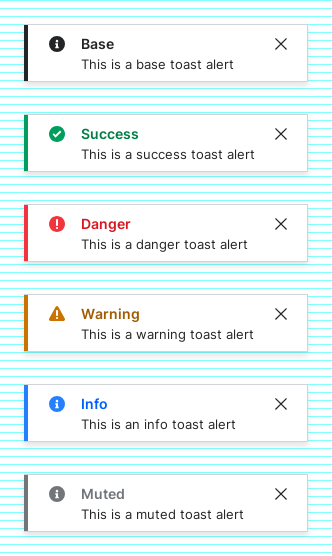 Base
This is a base toast alert
Success
This is a success toast alert
Danger
This is a danger toast alert
Warning
This is a warning toast alert
Info
This is an info toast alert
Muted
This is a muted toast alert